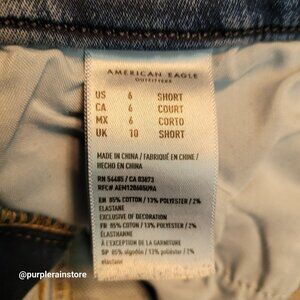 AMERICAN EAGLE
OUTFITTERS
US 6 SHORT
CA 6 COURT
MX 6 CORTO
UK 10 SHORT
MADE IN CHINA / FABRIQUÉ EN CHINE /
HECHO EN CHINA
RN 54485 / CA 03873
RFC# AEM120605U9A
EN 85% COTTON / 13% POLYESTER / 2%
ELASTANE
EXCLUSIVE OF DECORATION
FR 85% COTON / 13% POLYESTER / 2%
ÉLASTHANNE
À L'EXCEPTION DE LA GARNITURE
SP 85% algodón / 13% poliéster / 2%
elastano
@purplerainstore